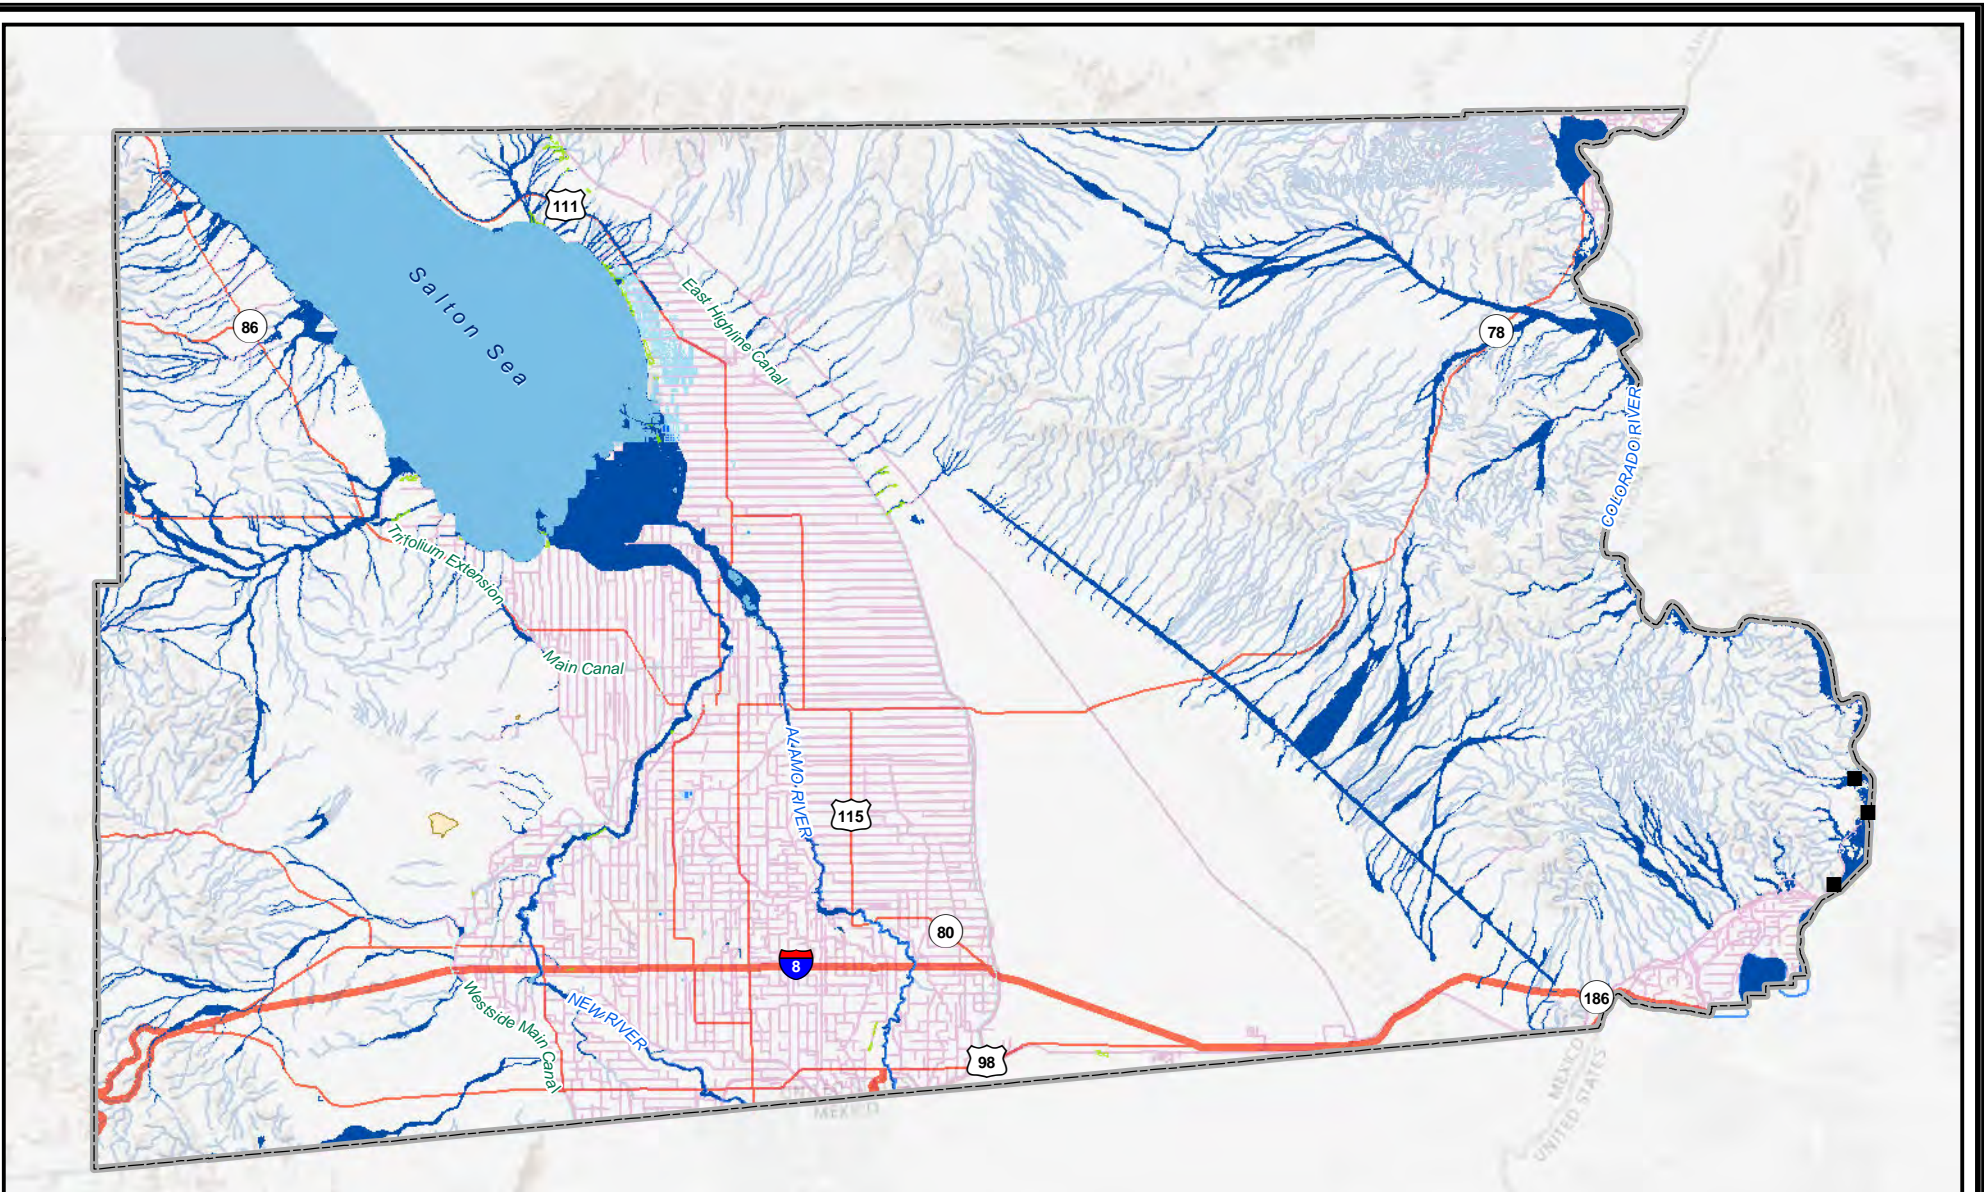 111
Salton Sea
East Highline Canal
86
78
COLORADO RIVER
Trifolium Extension
Main Canal
ALAMO RIVER
115
80
8
186
Westside Main Canal
NEW RIVER
98
MEXICO
MEXICO
UNITED STATES